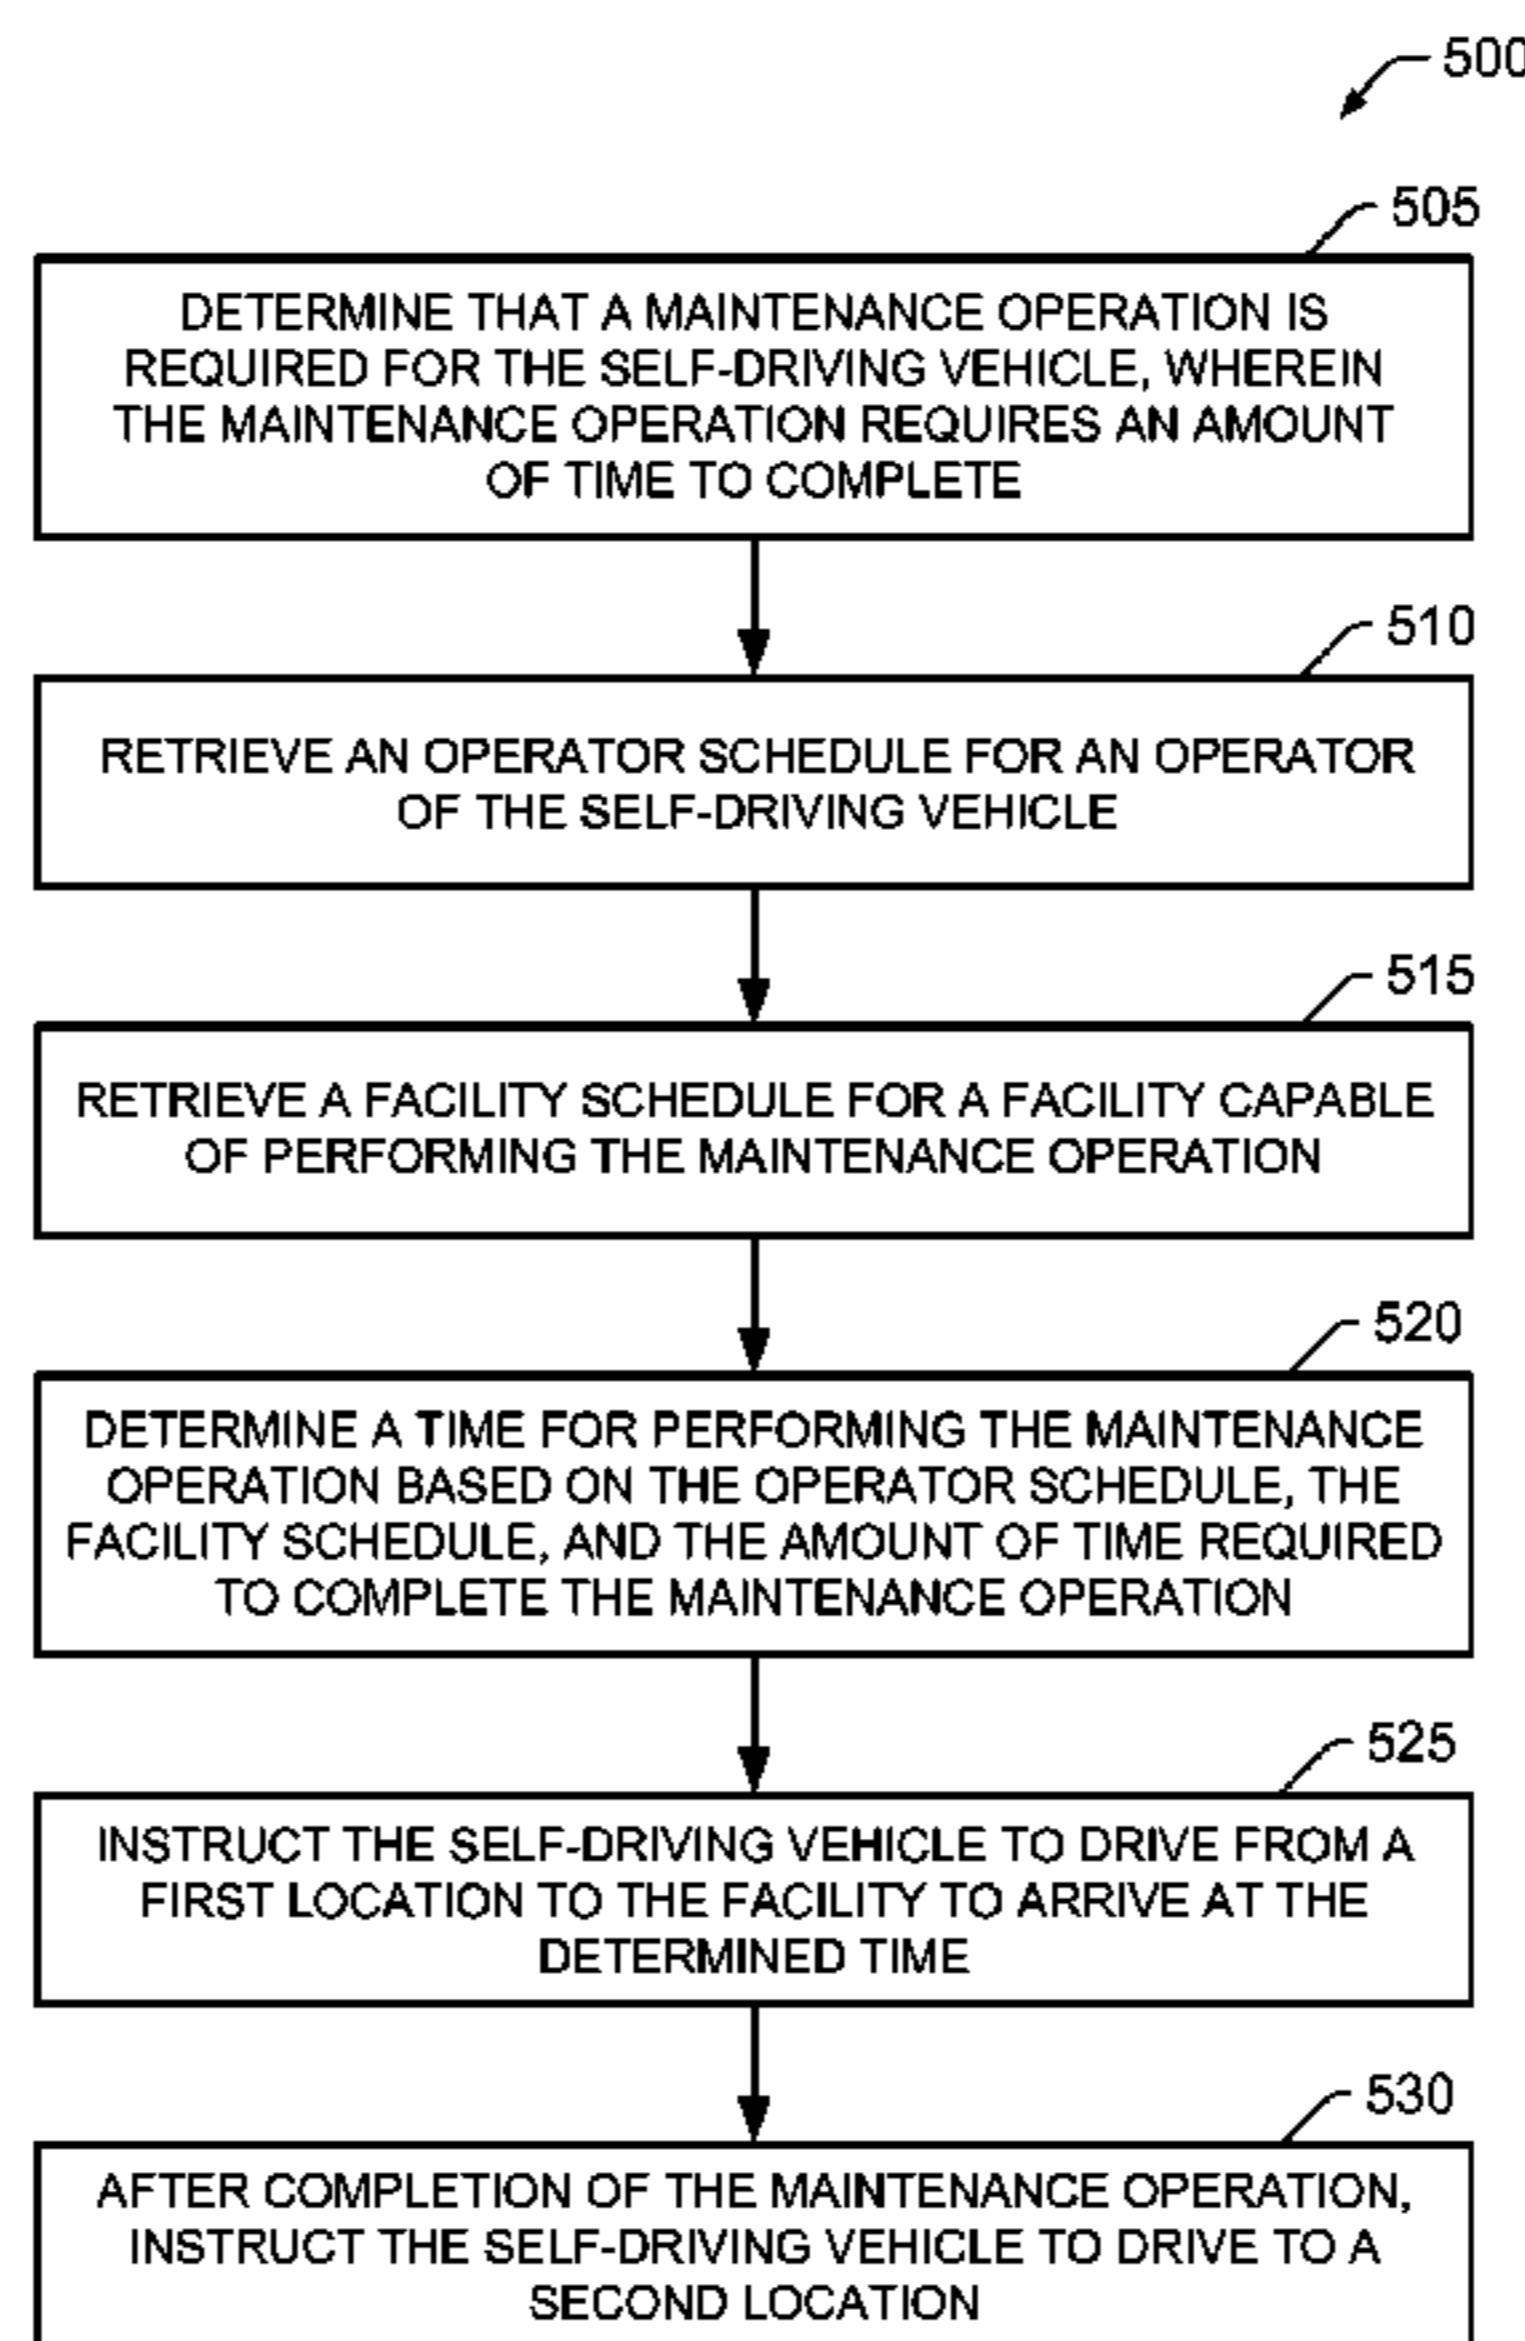 500
505
DETERMINE THAT A MAINTENANCE OPERATION IS
REQUIRED FOR THE SELF-DRIVING VEHICLE, WHEREIN
THE MAINTENANCE OPERATION REQUIRES AN AMOUNT
OF TIME TO COMPLETE
510
RETRIEVE AN OPERATOR SCHEDULE FOR AN OPERATOR
OF THE SELF-DRIVING VEHICLE
515
RETRIEVE A FACILITY SCHEDULE FOR A FACILITY CAPABLE
OF PERFORMING THE MAINTENANCE OPERATION
520
DETERMINE A TIME FOR PERFORMING THE MAINTENANCE
OPERATION BASED ON THE OPERATOR SCHEDULE, THE
FACILITY SCHEDULE, AND THE AMOUNT OF TIME REQUIRED
TO COMPLETE THE MAINTENANCE OPERATION
525
INSTRUCT THE SELF-DRIVING VEHICLE TO DRIVE FROM A
FIRST LOCATION TO THE FACILITY TO ARRIVE AT THE
DETERMINED TIME
530
AFTER COMPLETION OF THE MAINTENANCE OPERATION,
INSTRUCT THE SELF-DRIVING VEHICLE TO DRIVE TO A
SECOND LOCATION